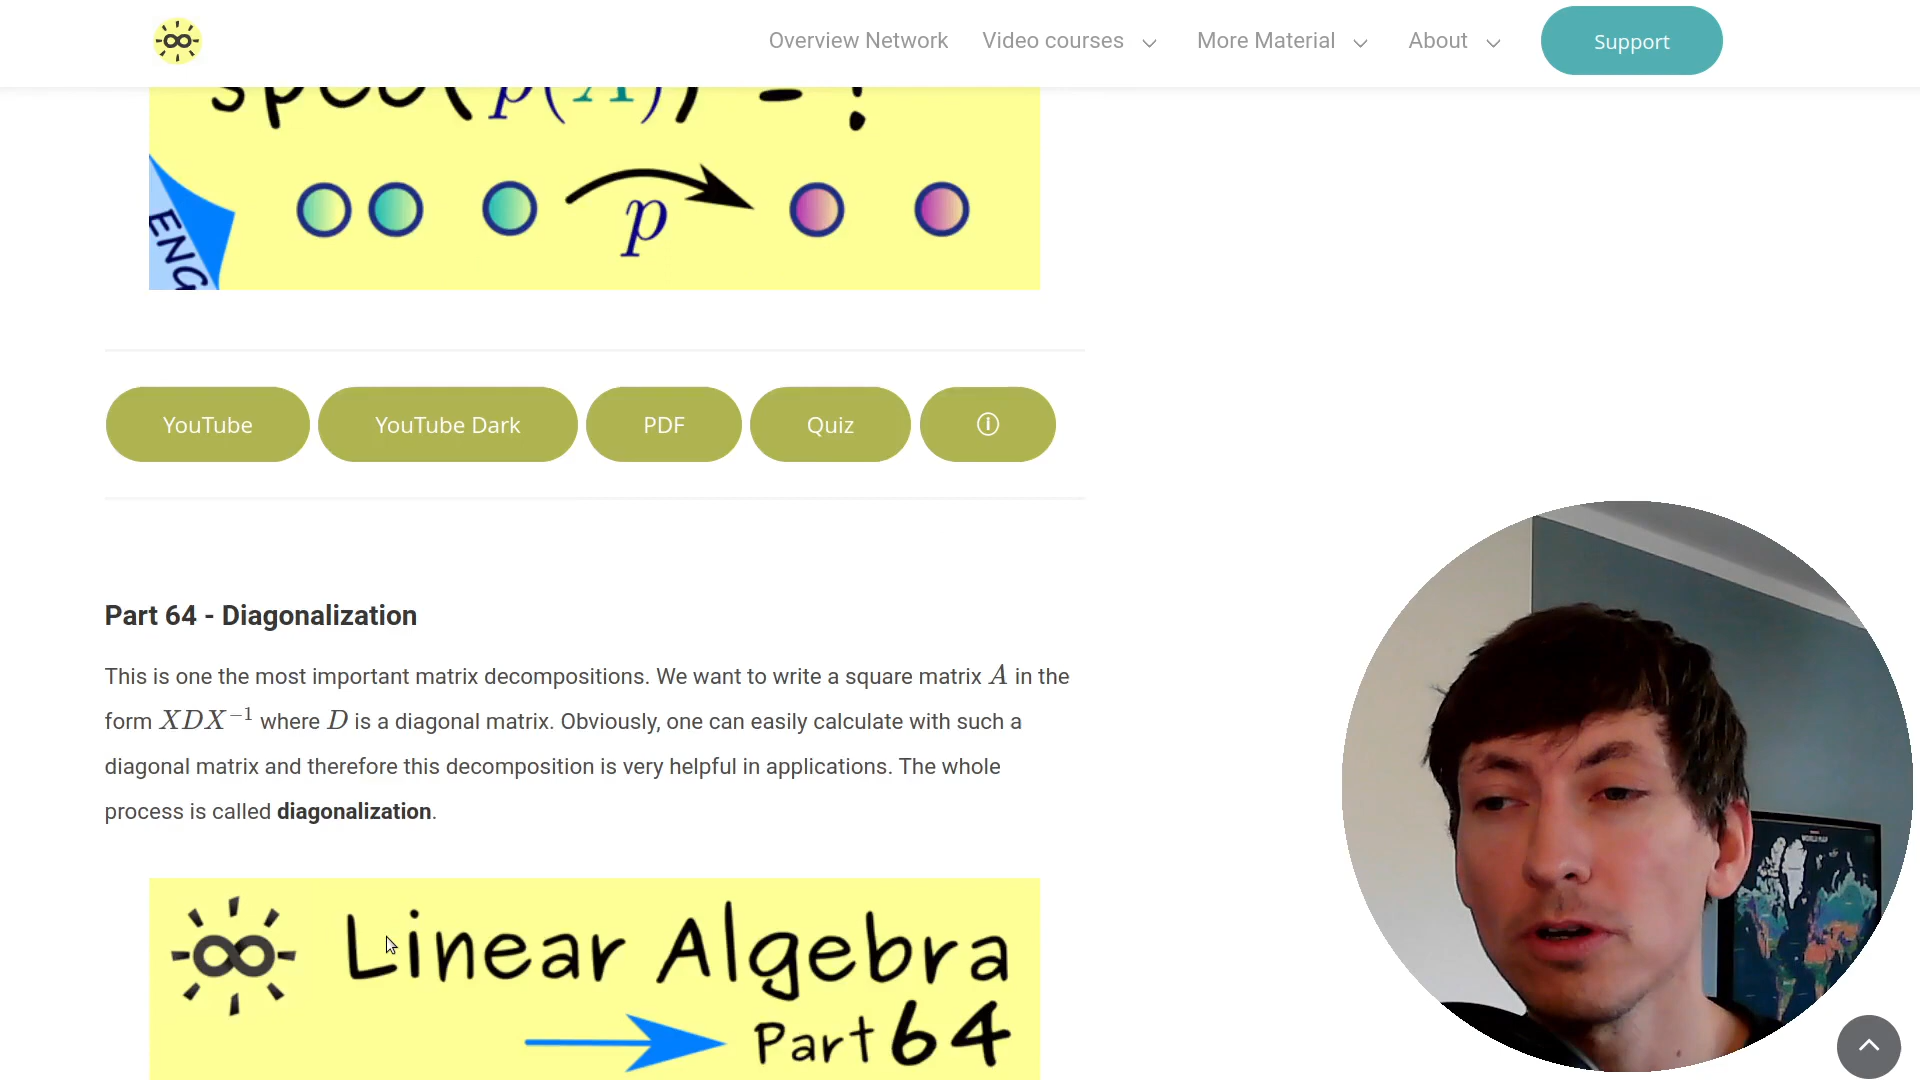 Overview Network Video courses More Material About Support
spec(p(A)) = ?
p
ENG
YouTube YouTube Dark PDF Quiz
Part 64 - Diagonalization
This is one the most important matrix decompositions. We want to write a square matrix A in the
form XDX⁻¹ where D is a diagonal matrix. Obviously, one can easily calculate with such a
diagonal matrix and therefore this decomposition is very helpful in applications. The whole
process is called diagonalization.
Linear Algebra
Part 64
WORLD MAP